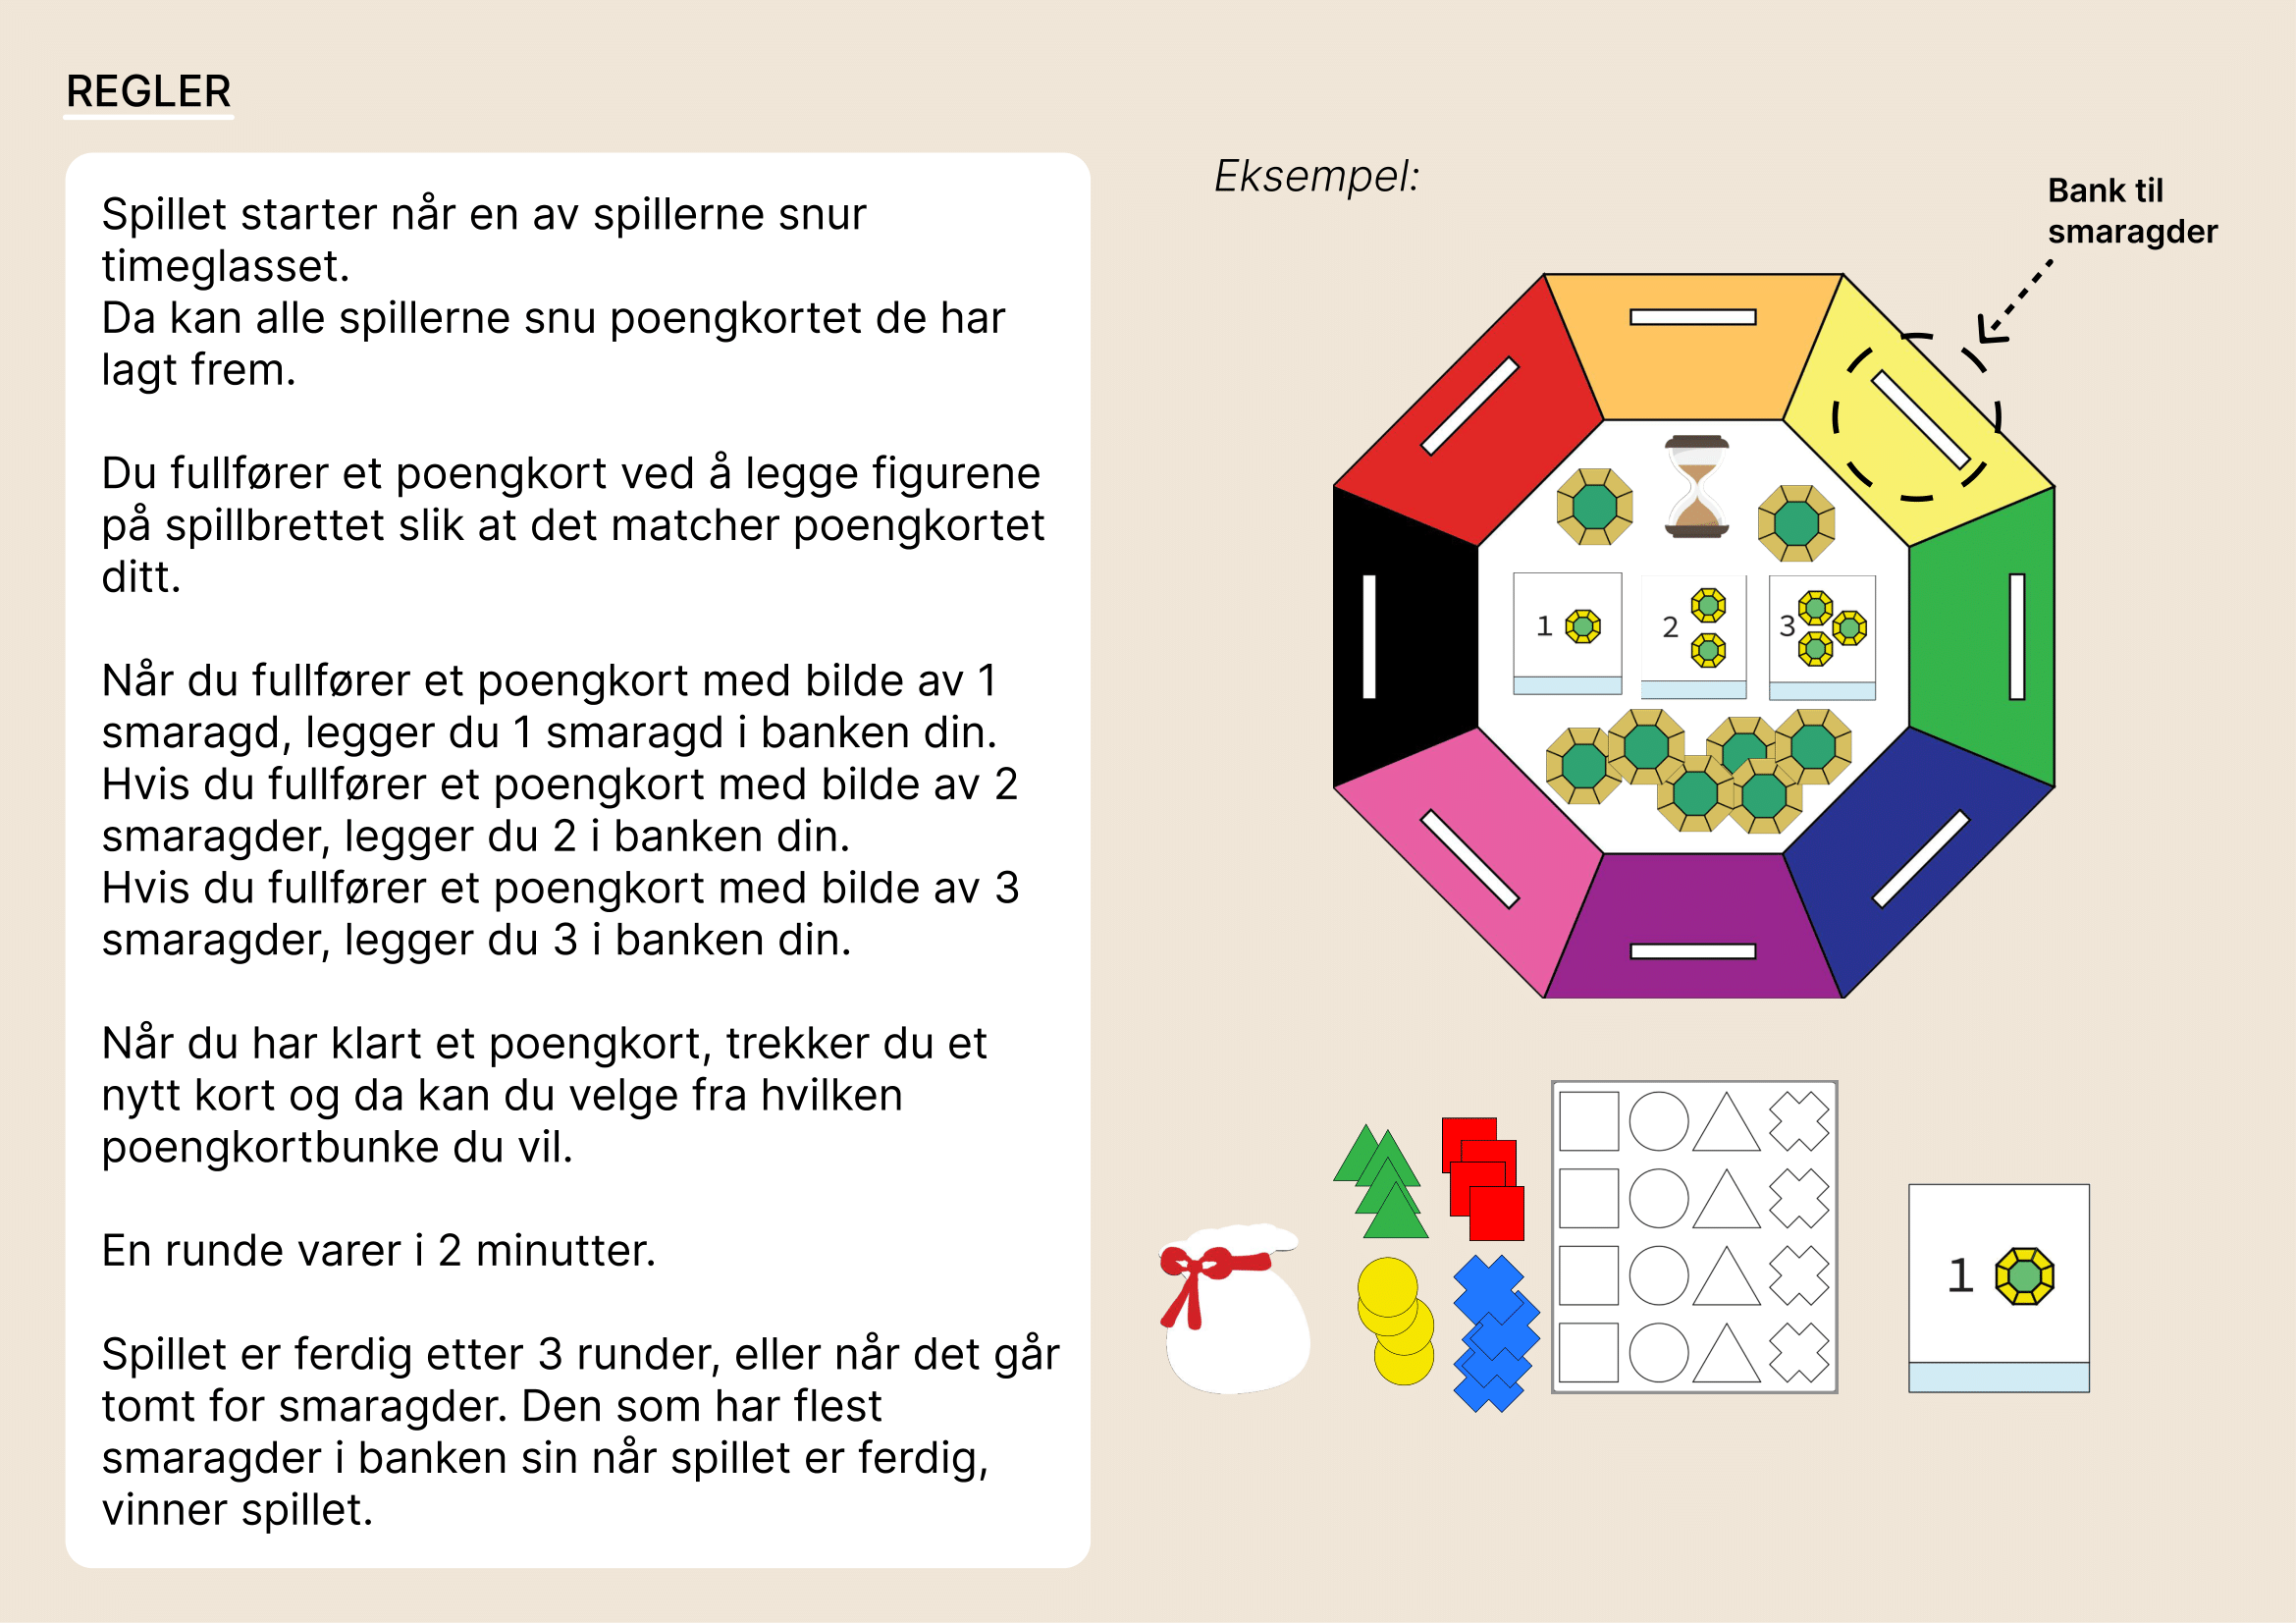 REGLER
Spillet starter når en av spillerne snur
timeglasset.
Da kan alle spillerne snu poengkortet de har
lagt frem.
Du fullfører et poengkort ved å legge figurene
på spillbrettet slik at det matcher poengkortet
ditt.
Når du fullfører et poengkort med bilde av 1
smaragd, legger du 1 smaragd i banken din.
Hvis du fullfører et poengkort med bilde av 2
smaragder, legger du 2 i banken din.
Hvis du fullfører et poengkort med bilde av 3
smaragder, legger du 3 i banken din.
Når du har klart et poengkort, trekker du et
nytt kort og da kan du velge fra hvilken
poengkortbunke du vil.
En runde varer i 2 minutter.
Spillet er ferdig etter 3 runder, eller når det går
tomt for smaragder. Den som har flest
smaragder i banken sin når spillet er ferdig,
vinner spillet.
Eksempel:
Bank til
smaragder
1
2
3
1